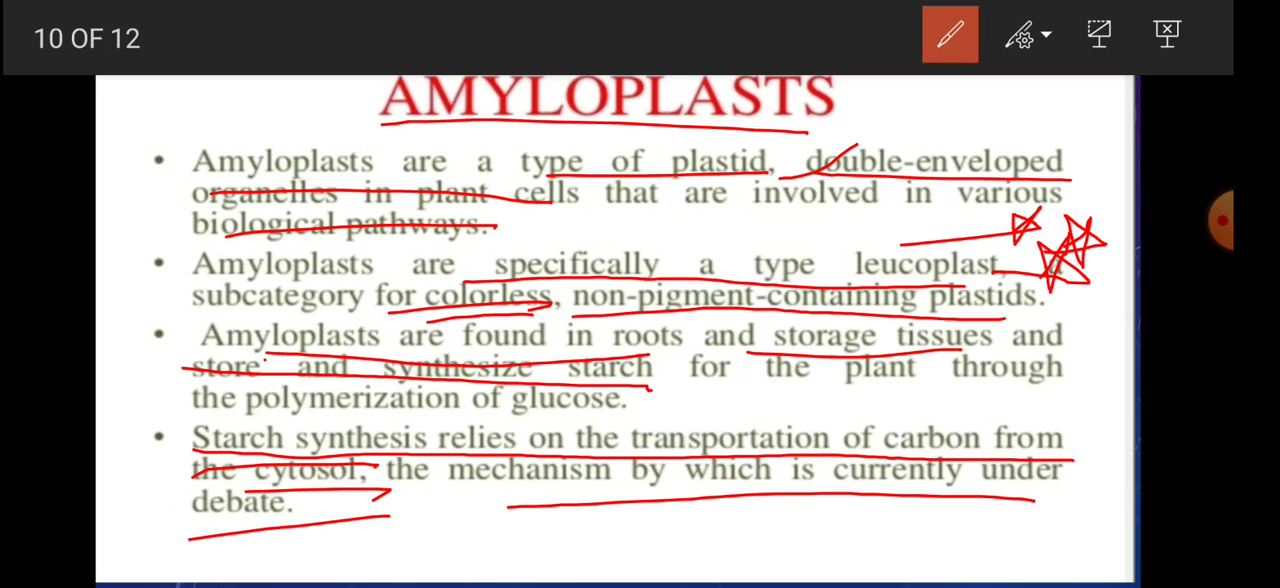 10 OF 12
AMYLOPLASTS
• Amyloplasts are a type of plastid, double-enveloped
organelles in plant cells that are involved in various
biological pathways.
• Amyloplasts are specifically a type leucoplast, a
subcategory for colorless, non-pigment-containing plastids.
• Amyloplasts are found in roots and storage tissues and
store and synthesize starch for the plant through
the polymerization of glucose.
• Starch synthesis relies on the transportation of carbon from
the cytosol, the mechanism by which is currently under
debate.